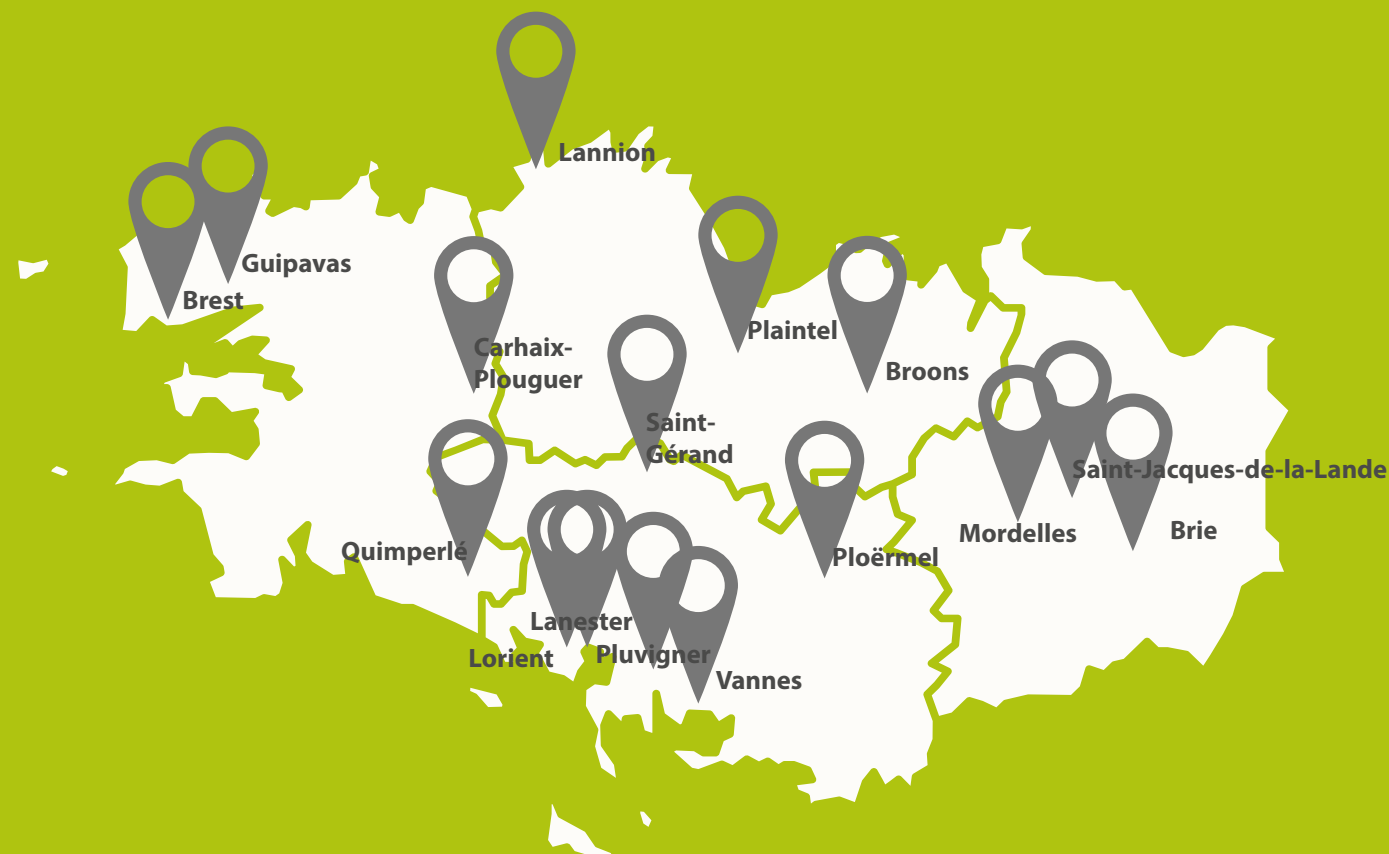 Lannion
Guipavas
Brest
Plaintel
Carhaix-
Plouguer
Broons
Saint-
Gérand
Saint-Jacques-de-la-Lande
Mordelles
Brie
Quimperlé
Ploërmel
Lanester
Lorient
Pluvigner
Vannes